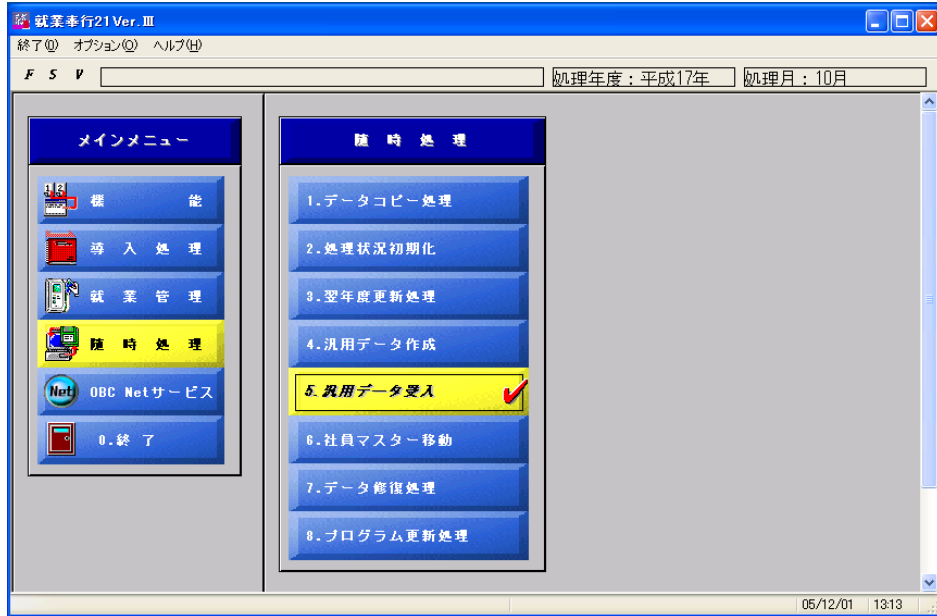 就業奉行21 Ver.Ⅲ
終了(0) オプション(O) ヘルプ(H)
F S V
処理年度：平成17年 処理月：10月
メインメニュー
機能
導入処理
就業管理
随時処理
Net OBC Netサービス
0.終了
随時処理
1.データコピー処理
2.処理状況初期化
3.翌年度更新処理
4.汎用データ作成
5.汎用データ受入
6.社員マスター移動
7.データ修復処理
8.プログラム更新処理
05/12/01 13:13